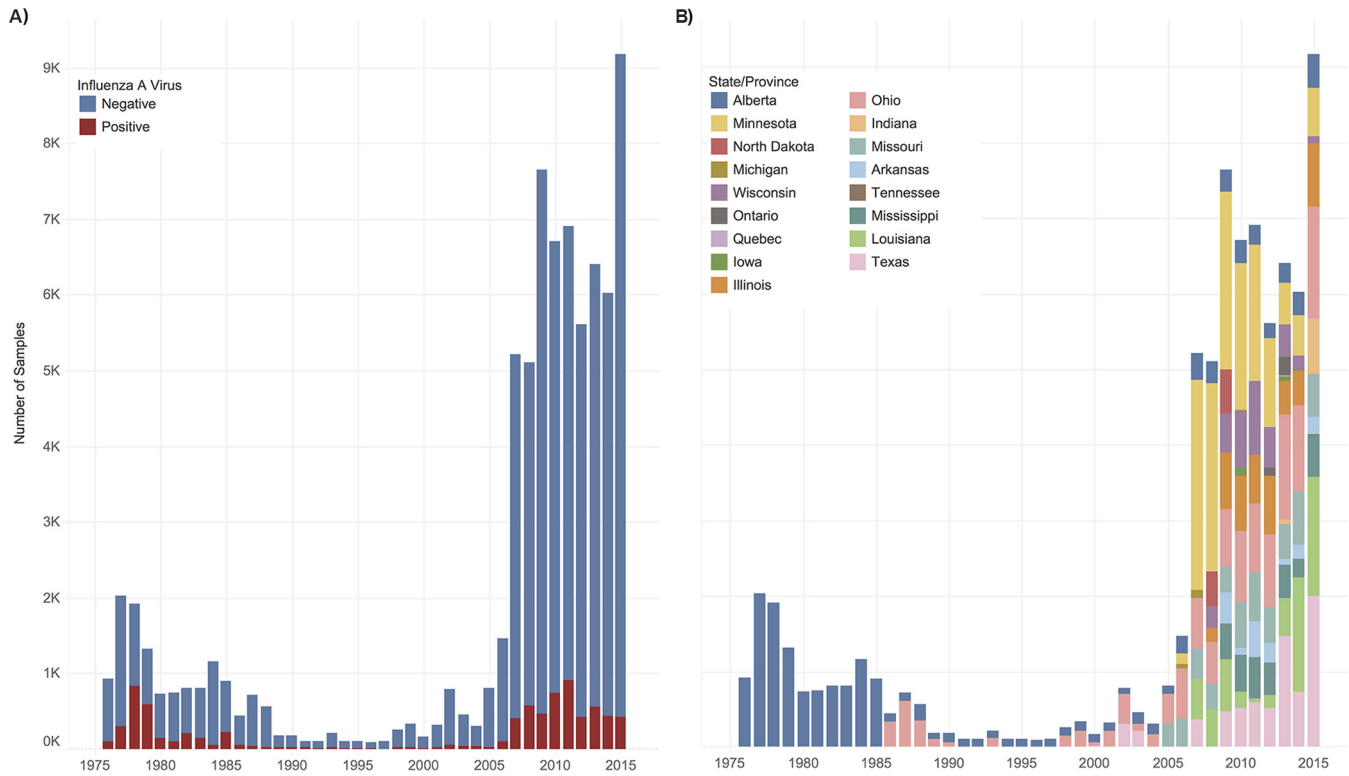 A)
Influenza A Virus
Negative
Positive
9K
8K
7K
6K
5K
4K
3K
2K
1K
0K
Number of Samples
1975 1980 1985 1990 1995 2000 2005 2010 2015
B)
State/Province
Alberta
Minnesota
North Dakota
Michigan
Wisconsin
Ontario
Quebec
Iowa
Illinois
Ohio
Indiana
Missouri
Arkansas
Tennessee
Mississippi
Louisiana
Texas
1975 1980 1985 1990 1995 2000 2005 2010 2015